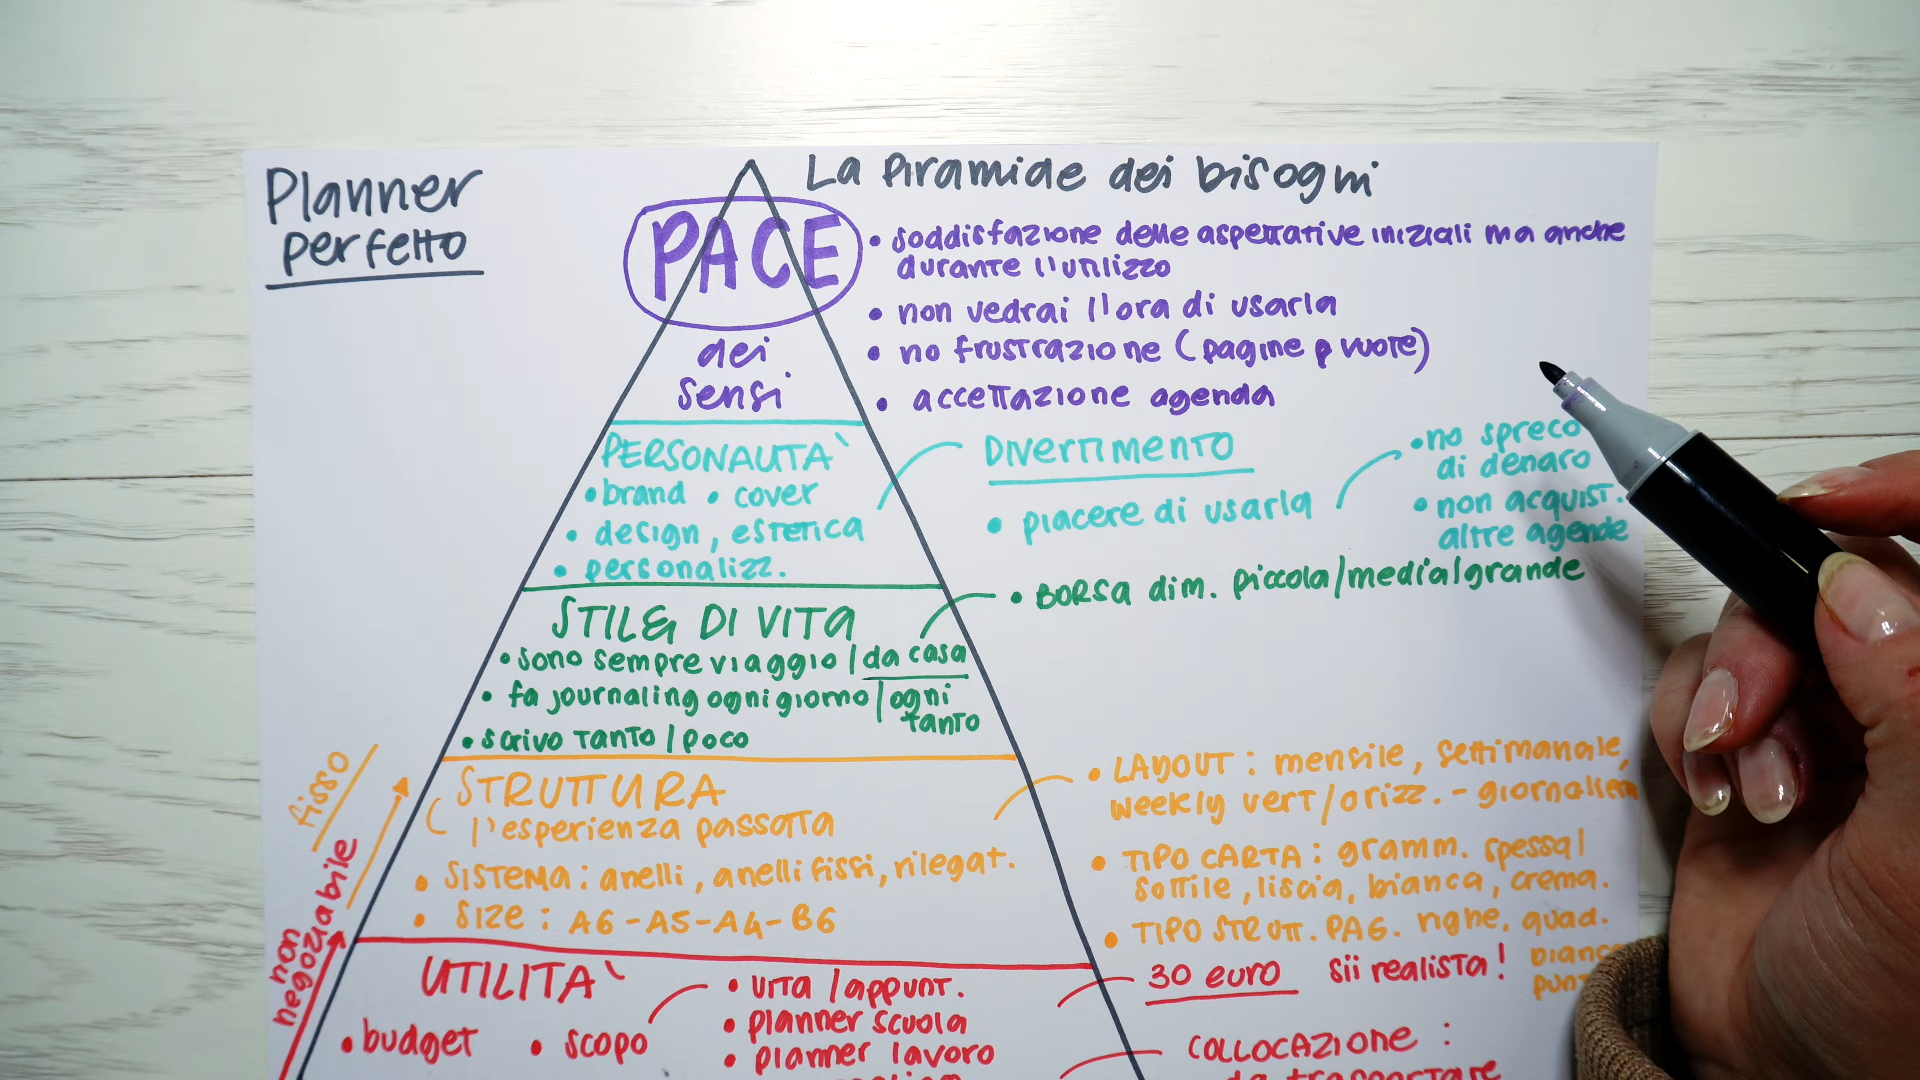 Planner
perfetto
La Piramide dei bisogni
PACE
dei
sensi
• soddisfazione delle aspettative iniziali ma anche
durante l'utilizzo
• non vedrai l'ora di usarla
• no frustrazione (pagine vuote)
• accettazione agenda
PERSONALITA'
• brand • cover
• design, estetica
• personalizz.
DIVERTIMENTO
• piacere di usarla
• no spreco
di denaro
• non acquist.
altre agende
STILE DI VITA
• sono sempre viaggio / da casa
• fa journaling ogni giorno / ogni
tanto
• scrivo tanto / poco
• BORSA dim. piccola/media/grande
fisso
STRUTTURA
l'esperienza passata
• SISTEMA: anelli, anelli fissi, rilegat.
• SIZE: A6-A5-A4-B6
• LAYOUT: mensile, settimanale,
weekly vert/orizz. - giornaliera
• TIPO CARTA: gramm. spessa/
sottile, liscia, bianca, crema.
• TIPO STRUTT. PAG. righe, quad.
non
negoziabile
UTILITA'
• budget • scopo
• vita / appunt.
• planner scuola
• planner lavoro
30 euro sii realista!
COLLOCAZIONE:
da trasportare